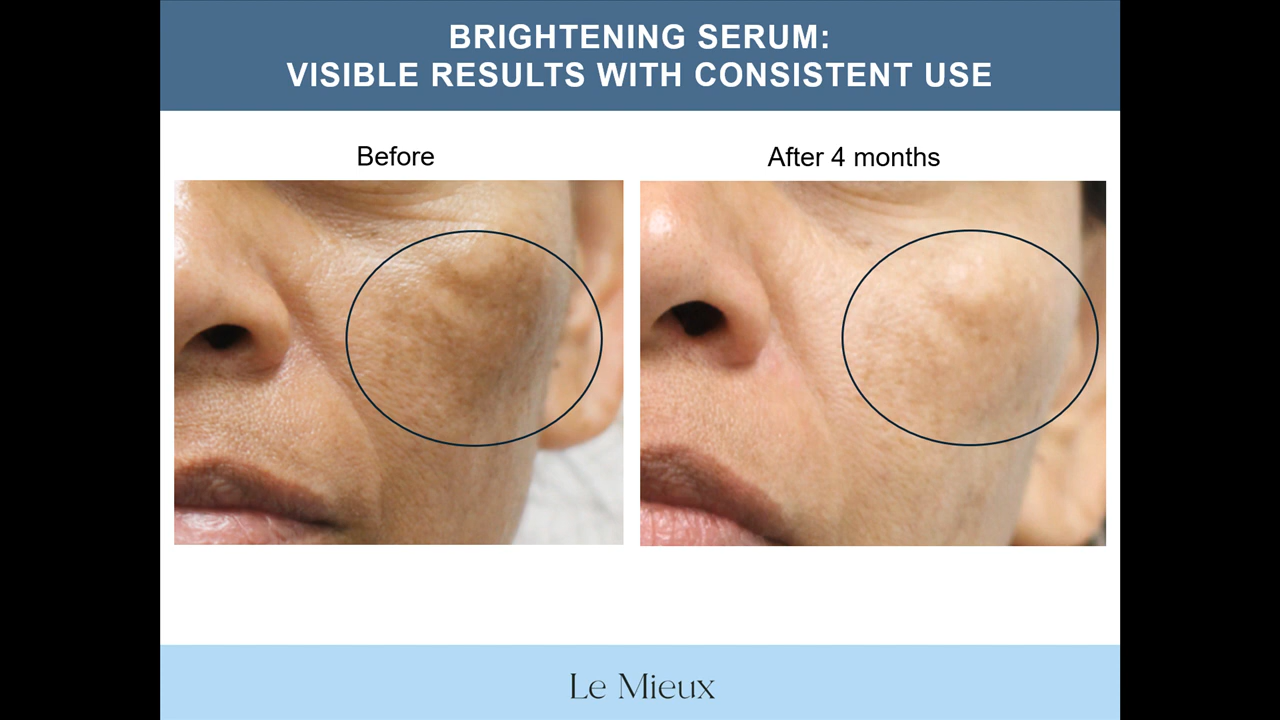 BRIGHTENING SERUM:
VISIBLE RESULTS WITH CONSISTENT USE
Before
After 4 months
Le Mieux